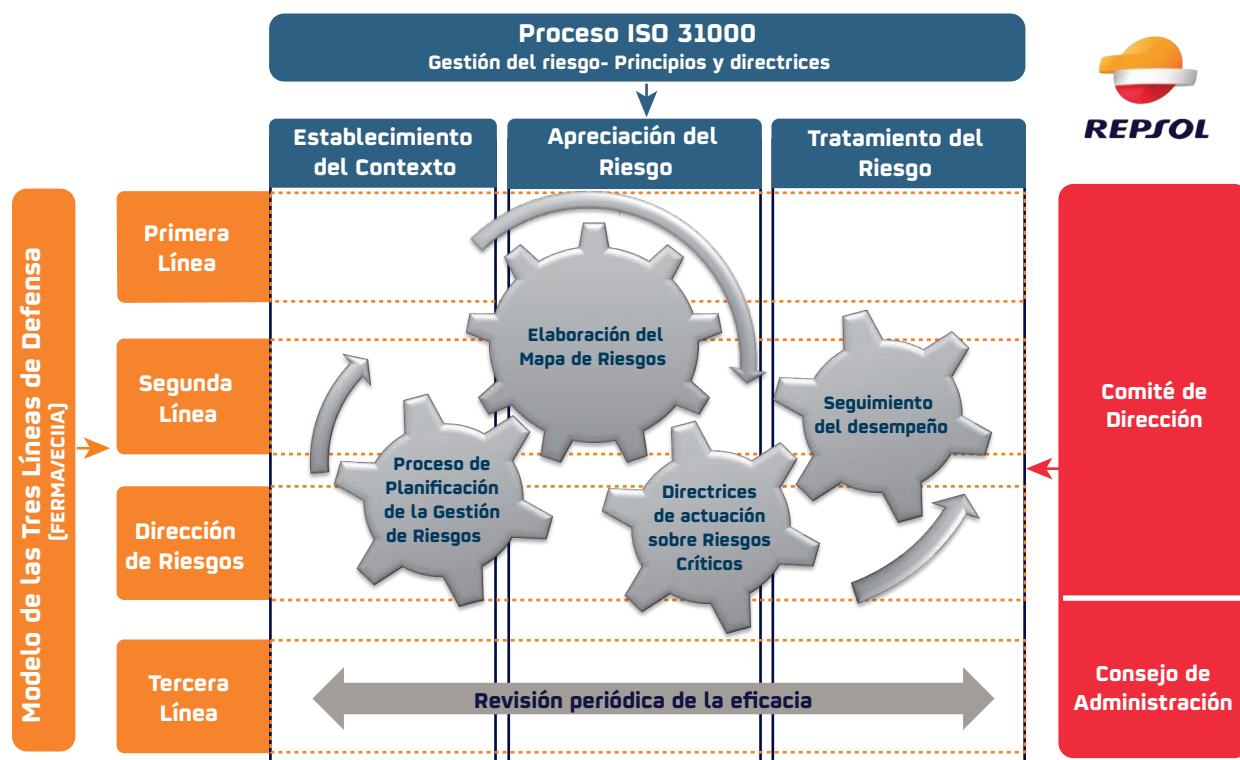 Proceso ISO 31000
Gestión del riesgo- Principios y directrices
REPSOL
Establecimiento
del Contexto
Apreciación del
Riesgo
Tratamiento del
Riesgo
Modelo de las Tres Líneas de Defensa
[FERMA/ECIIA]
Primera
Línea
Segunda
Línea
Dirección
de Riesgos
Tercera
Línea
Elaboración del
Mapa de Riesgos
Proceso de
Planificación
de la Gestión
de Riesgos
Directrices
de actuación
sobre Riesgos
Críticos
Seguimiento
del desempeño
Revisión periódica de la eficacia
Comité de
Dirección
Consejo de
Administración